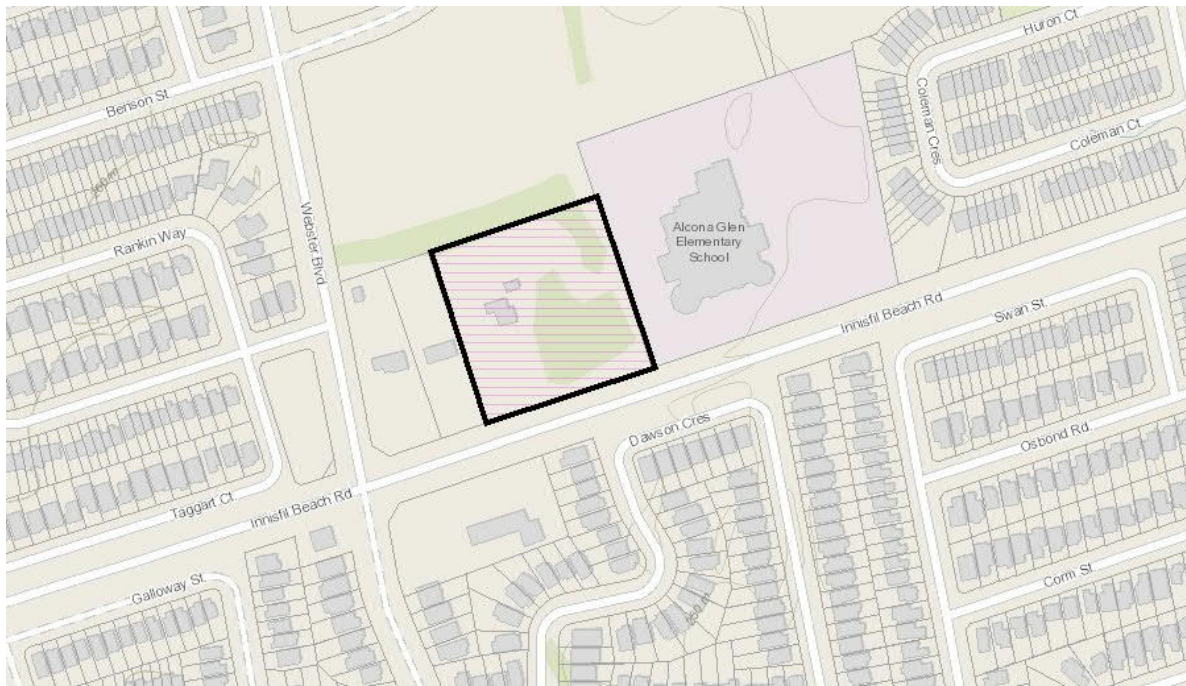 Huron Ct
Benson St
Coleman Cres
Coleman Ct
Rankin Way
Webster Blvd
Alcona Glen
Elementary
School
Innisfil Beach Rd
Swan St
Dawson Cres
Osbond Rd
Taggart Ct
Innisfil Beach Rd
Corm St
Galloway St